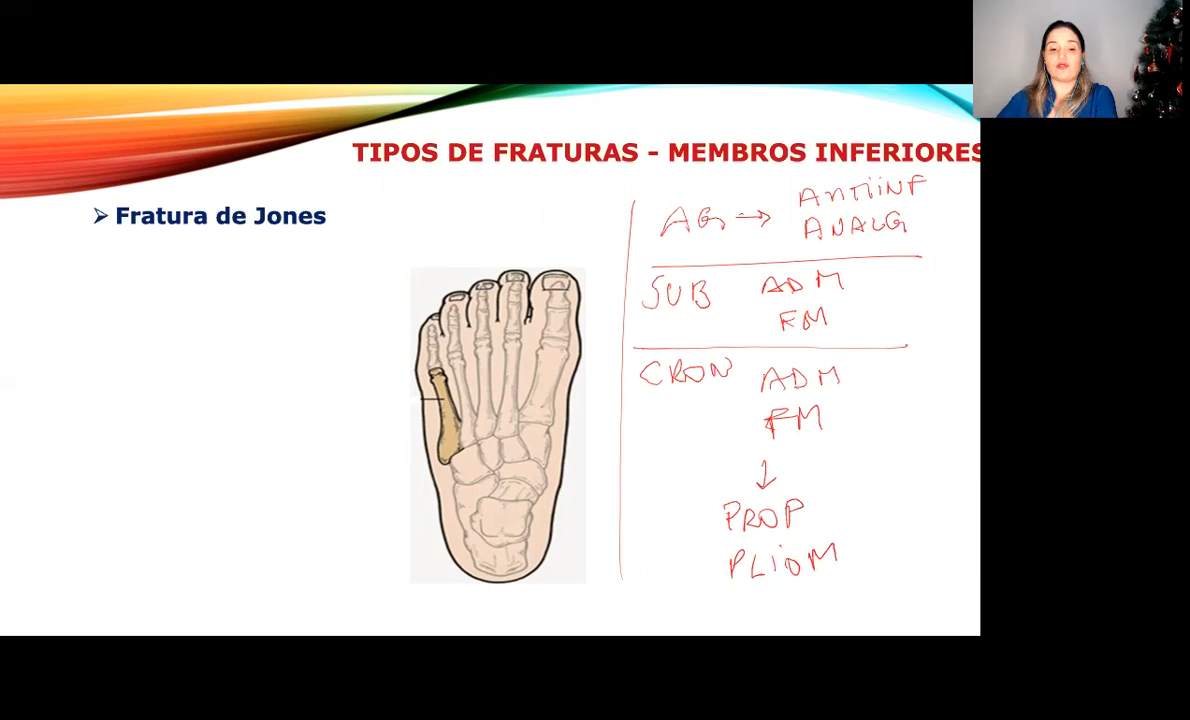 TIPOS DE FRATURAS - MEMBROS INFERIORES
➢ Fratura de Jones
AG → ANTIINF
ANALG
SUB ADM
FM
CRON ADM
FM
↓
PROP
PLIOM